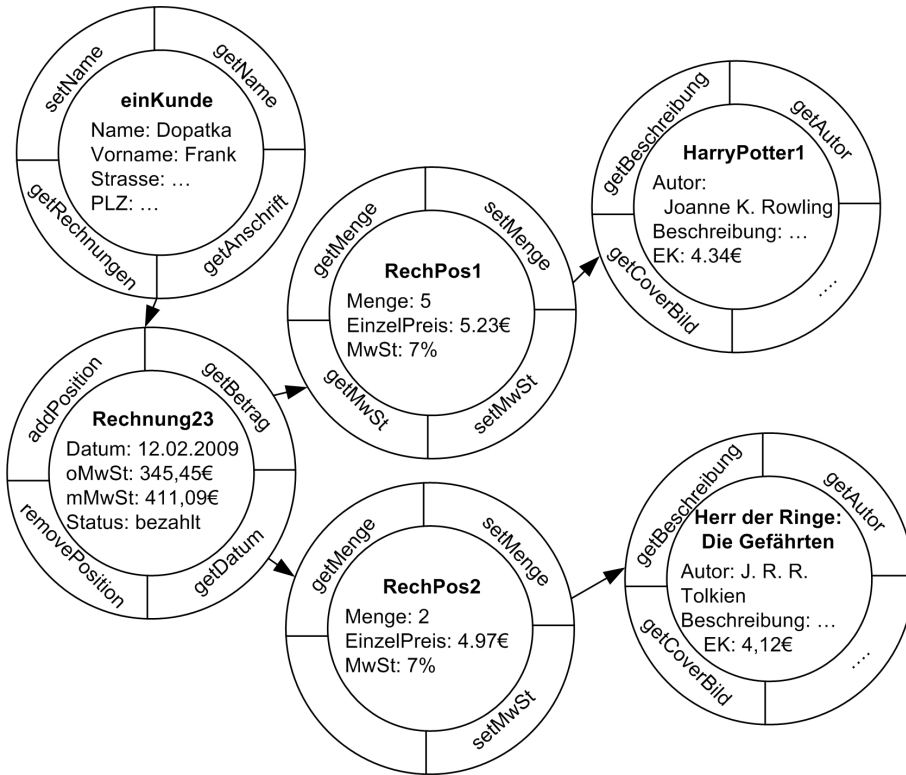 setName
getName
einKunde
Name: Dopatka
Vorname: Frank
Strasse: …
PLZ: …
getRechnungen
getAnschrift
getBeschreibung
getAutor
HarryPotter1
Autor:
Joanne K. Rowling
Beschreibung: …
EK: 4.34€
getCoverBild
....
getMenge
setMenge
RechPos1
Menge: 5
EinzelPreis: 5.23€
MwSt: 7%
getMwSt
setMwSt
addPosition
getBetrag
Rechnung23
Datum: 12.02.2009
oMwSt: 345,45€
mMwSt: 411,09€
Status: bezahlt
removePosition
getDatum
getMenge
setMenge
RechPos2
Menge: 2
EinzelPreis: 4.97€
MwSt: 7%
setMwSt
getBeschreibung
getAutor
Herr der Ringe:
Die Gefährten
Autor: J. R. R.
Tolkien
Beschreibung: …
EK: 4,12€
getCoverBild
....